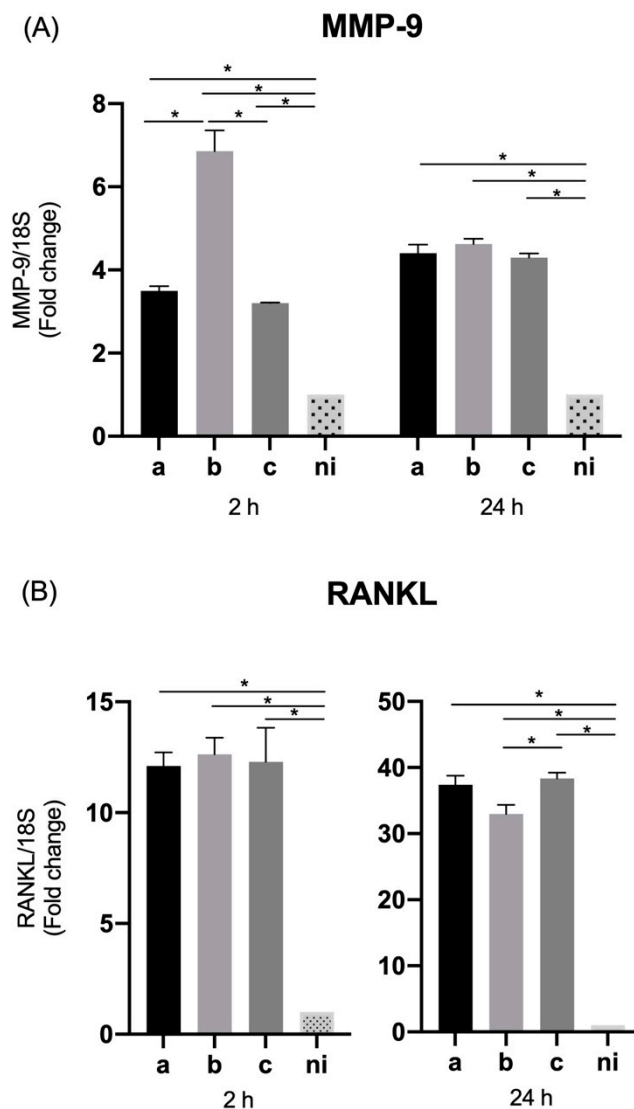 (A) MMP-9
* * * * *
* * *
MMP-9/18S
(Fold change)
8
6
4
2
0
a b c ni a b c ni
2 h 24 h
(B) RANKL
* * *
* * * *
RANKL/18S
(Fold change)
15
10
5
0
50
40
30
20
10
0
a b c ni a b c ni
2 h 24 h